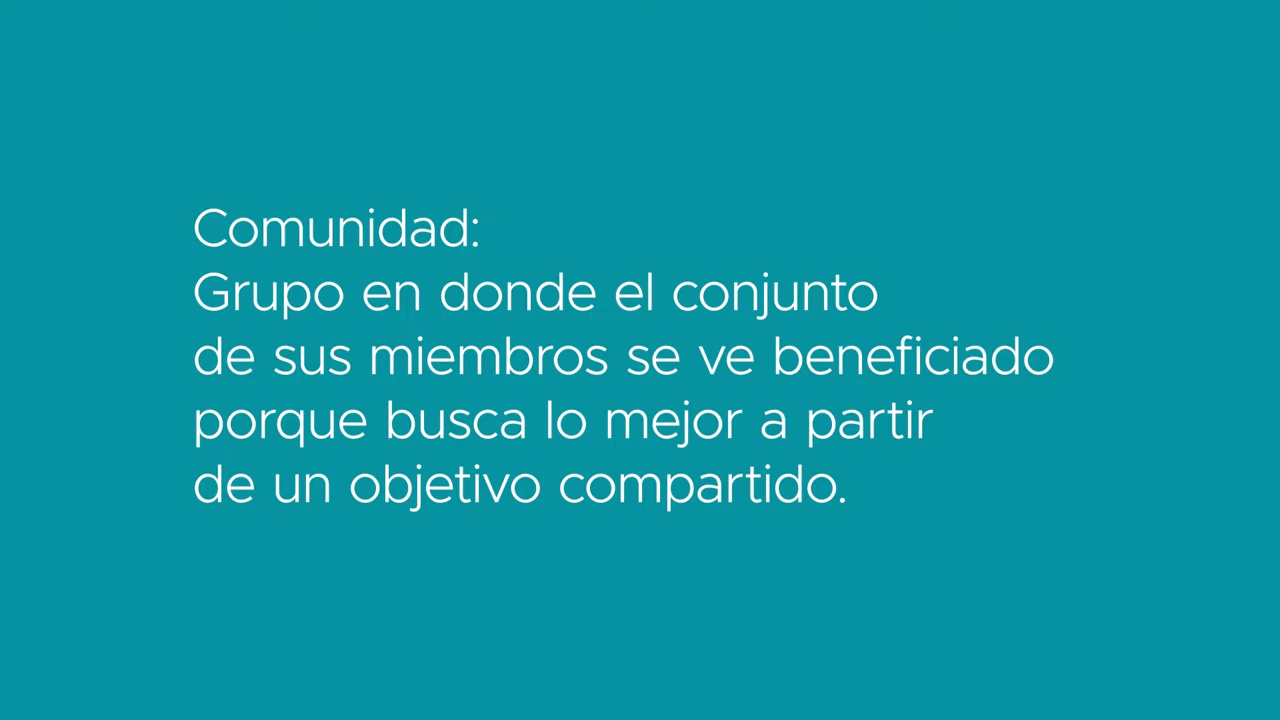 Comunidad:
Grupo en donde el conjunto
de sus miembros se ve beneficiado
porque busca lo mejor a partir
de un objetivo compartido.